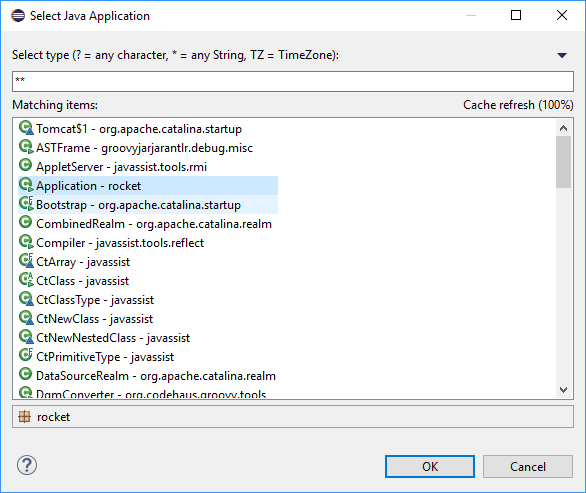 Select Java Application
Select type (? = any character, * = any String, TZ = TimeZone):
**
Matching items: Cache refresh (100%)
Tomcat$1 - org.apache.catalina.startup
ASTFrame - groovyjarjarantlr.debug.misc
AppletServer - javassist.tools.rmi
Application - rocket
Bootstrap - org.apache.catalina.startup
CombinedRealm - org.apache.catalina.realm
Compiler - javassist.tools.reflect
CtArray - javassist
CtClass - javassist
CtClassType - javassist
CtNewClass - javassist
CtNewNestedClass - javassist
CtPrimitiveType - javassist
DataSourceRealm - org.apache.catalina.realm
DgmConverter - org.codehaus.groovy.tools
rocket
OK Cancel